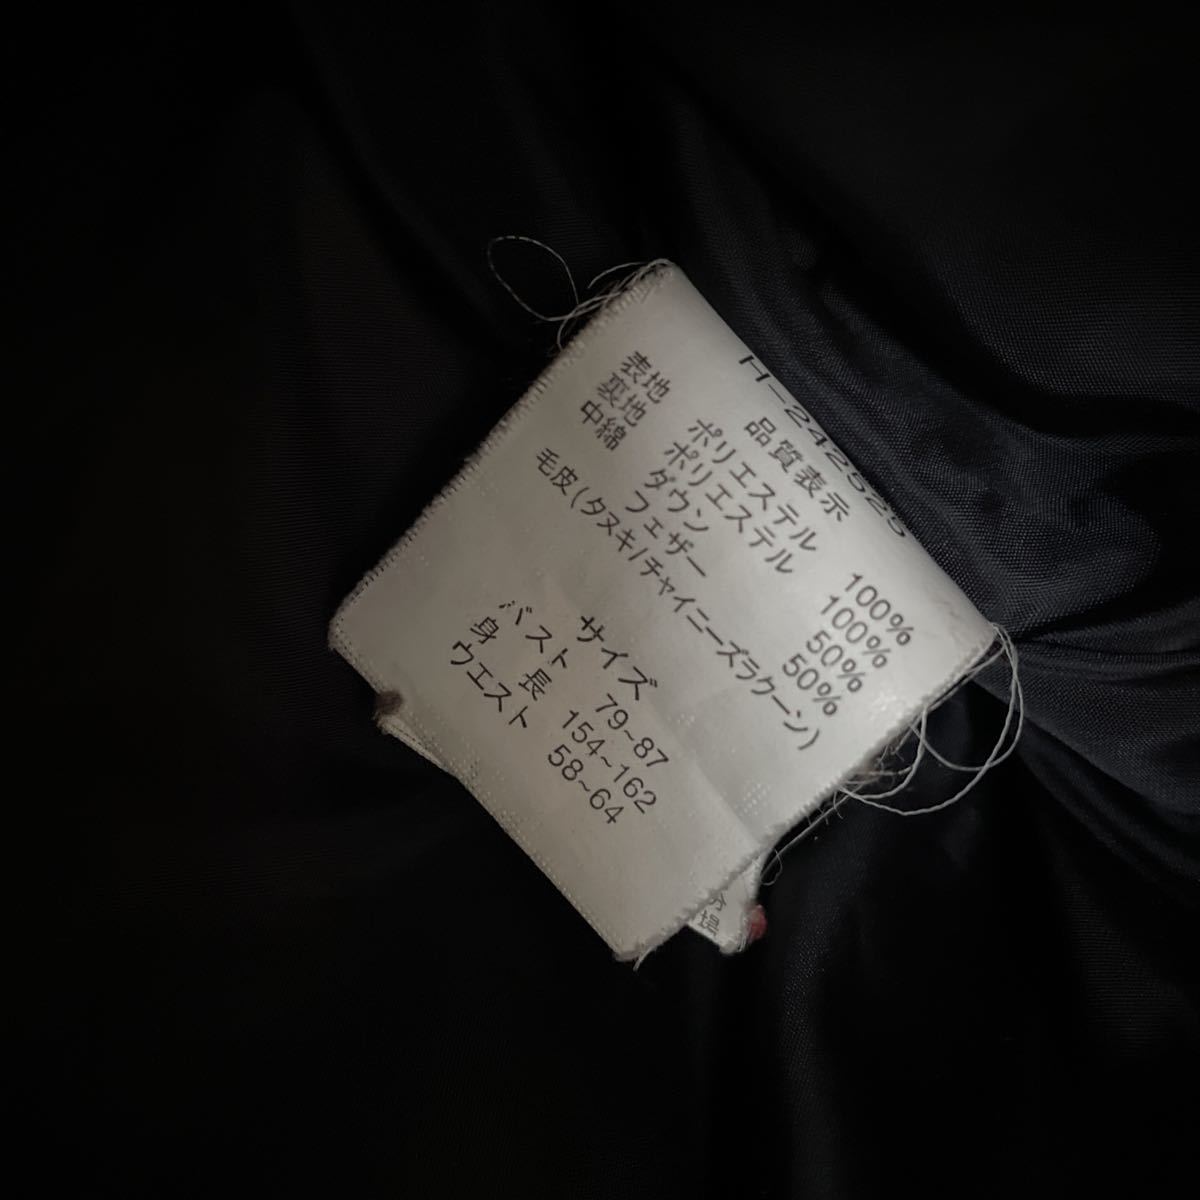 H-242525
品質表示
表地 ポリエステル 100%
裏地 ポリエステル 100%
中綿 ダウン 50%
フェザー 50%
毛皮(タヌキ/チャイニーズラクーン)
サイズ
バスト 79~87
身長 154~162
ウエスト 58~64